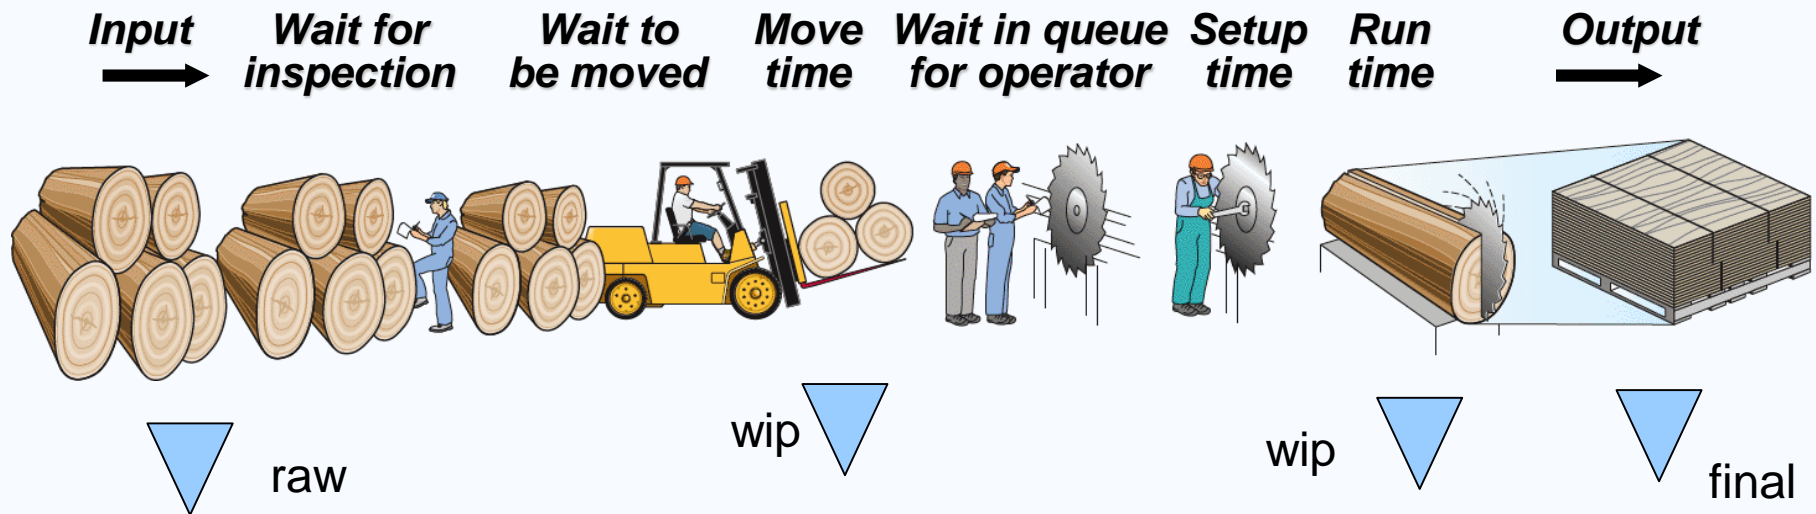 Input
Wait for
inspection
Wait to
be moved
Move
time
Wait in queue
for operator
Setup
time
Run
time
Output
raw
wip
wip
final